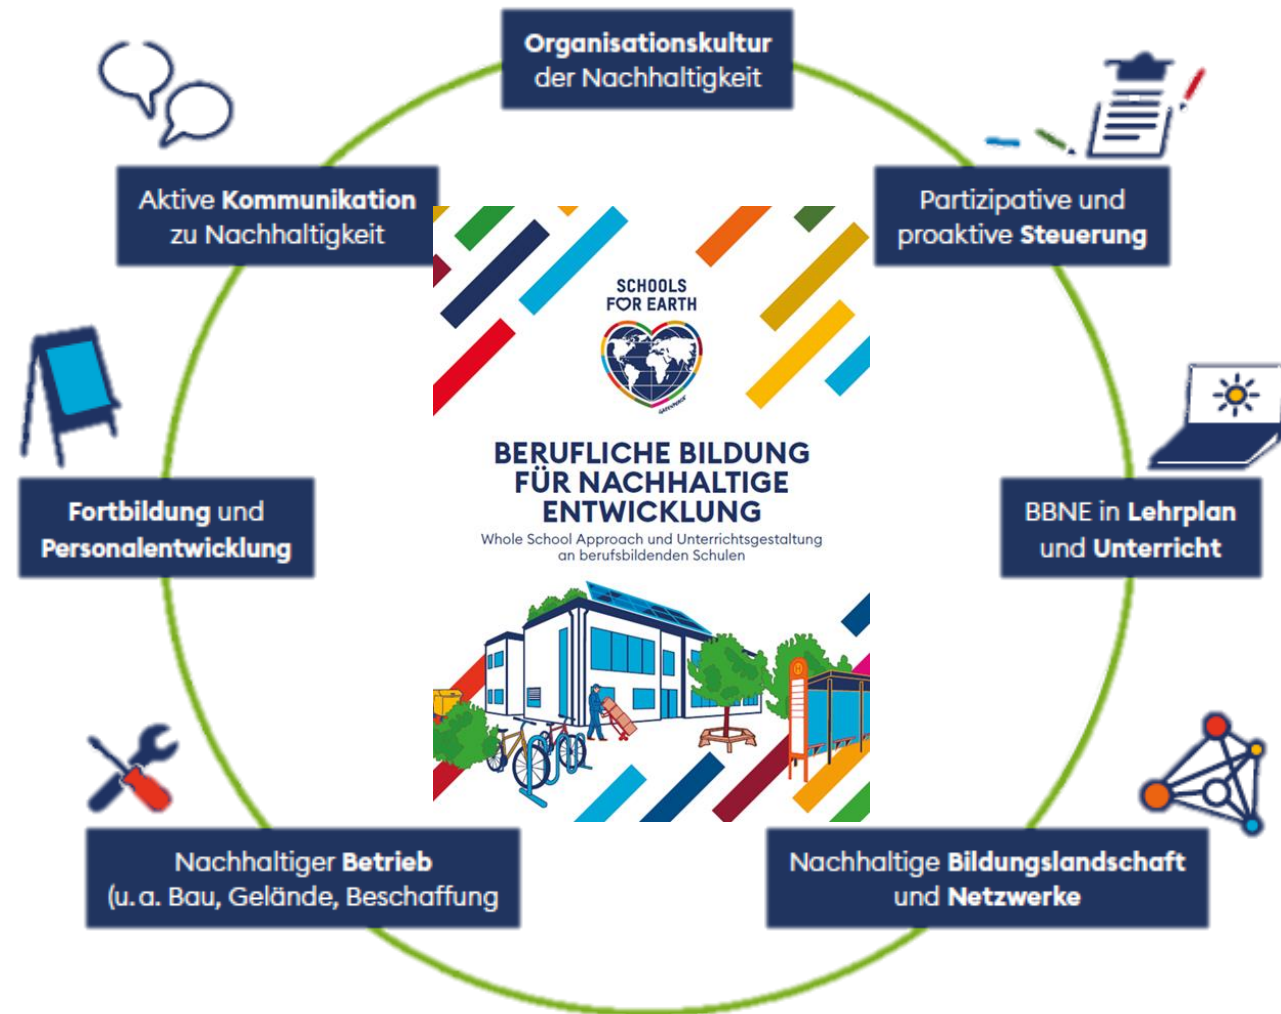 Organisationskultur
der Nachhaltigkeit
Aktive Kommunikation
zu Nachhaltigkeit
Partizipative und
proaktive Steuerung
SCHOOLS
FOR EARTH
GREENPEACE
BERUFLICHE BILDUNG
FÜR NACHHALTIGE
ENTWICKLUNG
Whole School Approach und Unterrichtsgestaltung
an berufsbildenden Schulen
Fortbildung und
Personalentwicklung
BBNE in Lehrplan
und Unterricht
H
Nachhaltiger Betrieb
(u. a. Bau, Gelände, Beschaffung
Nachhaltige Bildungslandschaft
und Netzwerke